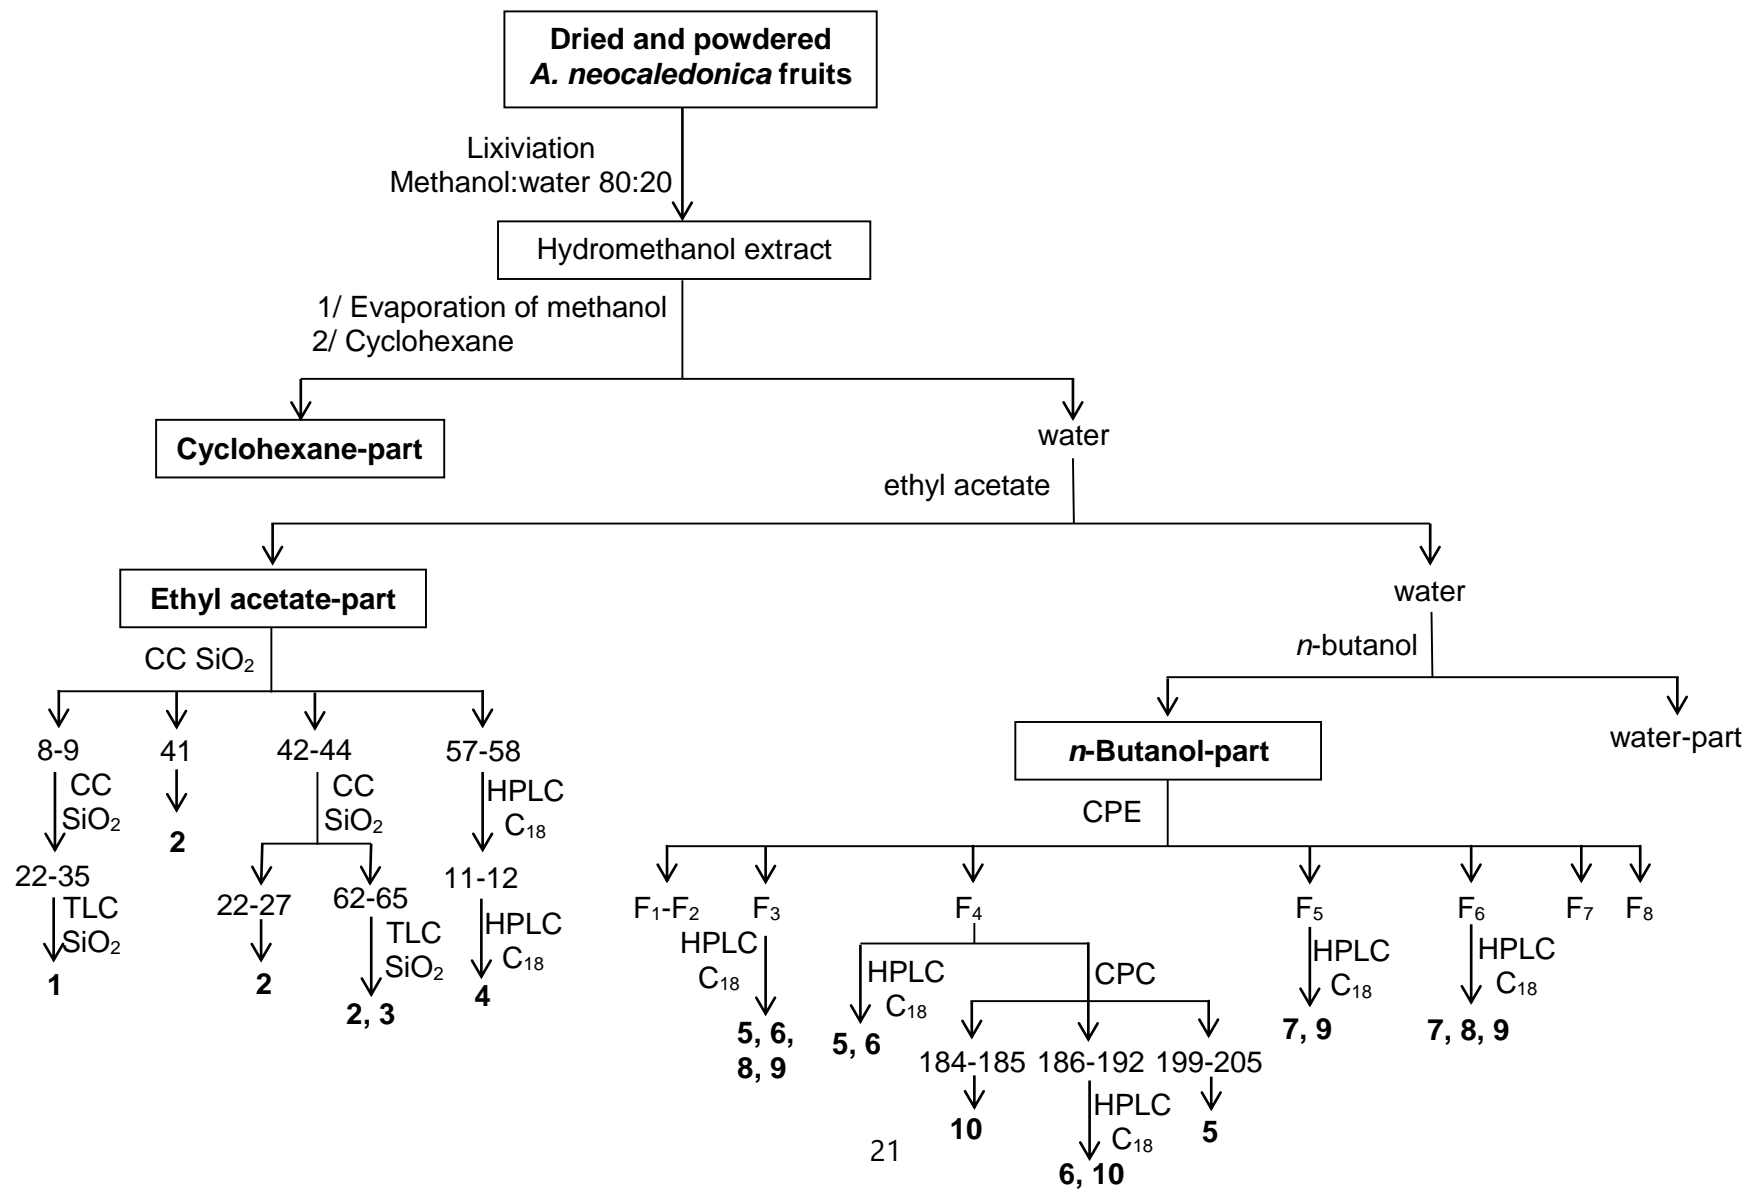 Dried and powdered
A. neocaledonica fruits
Lixiviation
Methanol:water 80:20
Hydromethanol extract
1/ Evaporation of methanol
2/ Cyclohexane
Cyclohexane-part
water
ethyl acetate
Ethyl acetate-part
water
CC SiO₂
n-butanol
8-9
41
42-44
57-58
n-Butanol-part
water-part
CC
SiO₂
CC
SiO₂
HPLC
C₁₈
CPE
2
22-35
22-27
62-65
11-12
F₁-F₂
F₃
F₄
F₅
F₆
F₇
F₈
TLC
SiO₂
TLC
SiO₂
HPLC
C₁₈
HPLC
C₁₈
HPLC
C₁₈
CPC
HPLC
C₁₈
HPLC
C₁₈
1
2
2, 3
4
5, 6,
8, 9
5, 6
7, 9
7, 8, 9
184-185
186-192
199-205
HPLC
C₁₈
10
5
6, 10
21